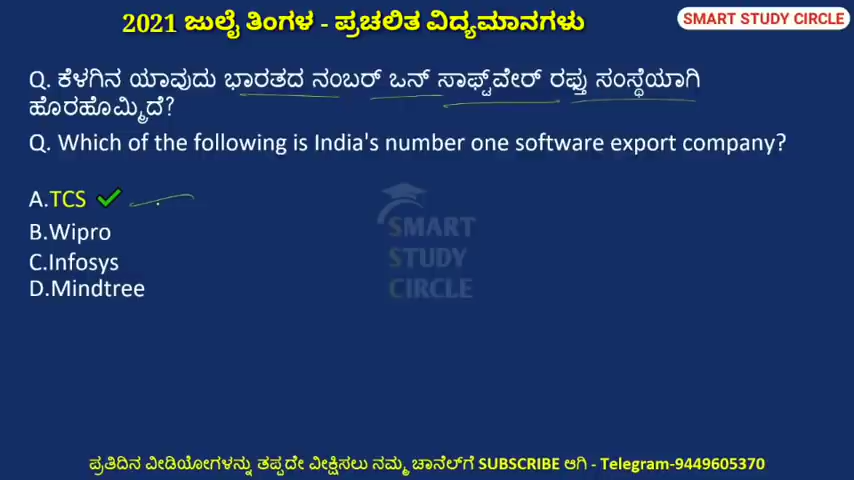 2021 ಜುಲೈ ತಿಂಗಳ - ಪ್ರಚಲಿತ ವಿದ್ಯಮಾನಗಳು
SMART STUDY CIRCLE
Q. ಕೆಳಗಿನ ಯಾವುದು ಭಾರತದ ನಂಬರ್ ಒನ್ ಸಾಫ್ಟ್‌ವೇರ್ ರಫ್ತು ಸಂಸ್ಥೆಯಾಗಿ
ಹೊರಹೊಮ್ಮಿದೆ?
Q. Which of the following is India's number one software export company?
A.TCS
B.Wipro
C.Infosys
D.Mindtree
SMART
STUDY
CIRCLE
ಪ್ರತಿದಿನ ವೀಡಿಯೋಗಳನ್ನು ತಪ್ಪದೇ ವೀಕ್ಷಿಸಲು ನಮ್ಮ ಚಾನೆಲ್‌ಗೆ SUBSCRIBE ಆಗಿ - Telegram-9449605370